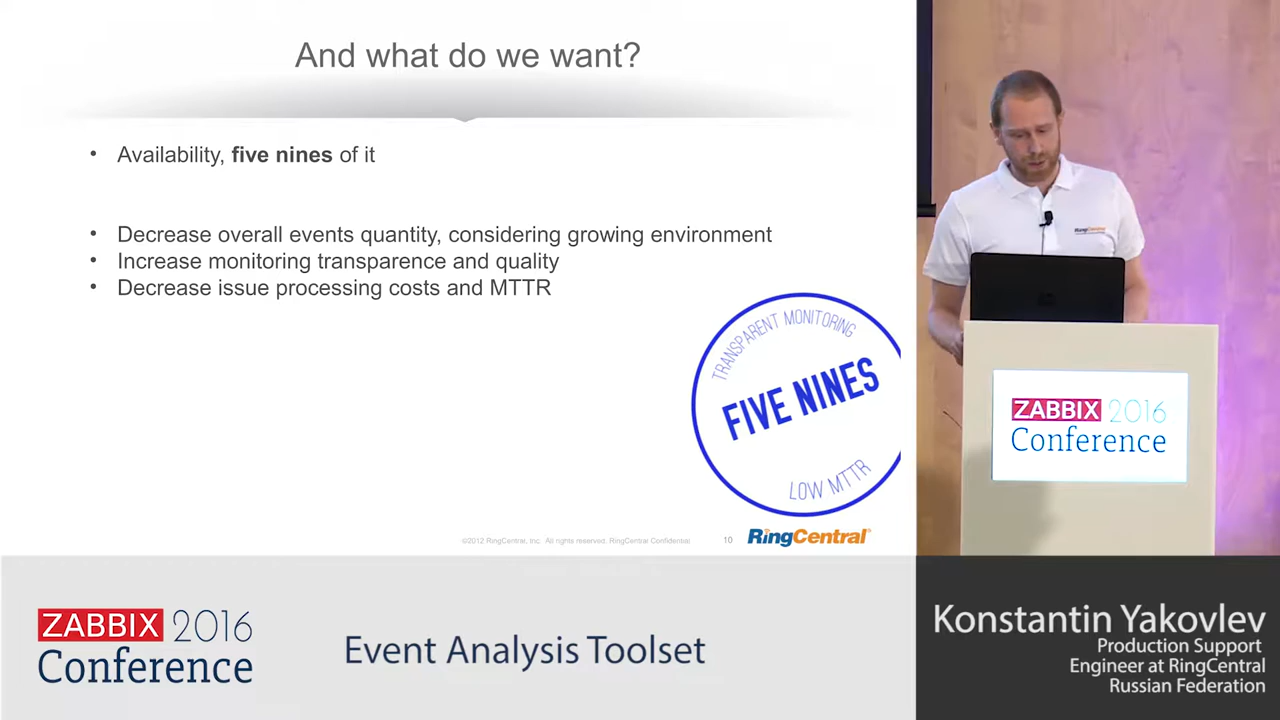 And what do we want?
• Availability, five nines of it
• Decrease overall events quantity, considering growing environment
• Increase monitoring transparence and quality
• Decrease issue processing costs and MTTR
TRANSPARENT MONITORING
FIVE NINES
LOW MTTR
©2012 RingCentral, Inc. All rights reserved. RingCentral Confidential
10
RingCentral®
RingCentral
ZABBIX 2016
Conference
ZABBIX 2016
Conference
Event Analysis Toolset
Konstantin Yakovlev
Production Support
Engineer at RingCentral
Russian Federation